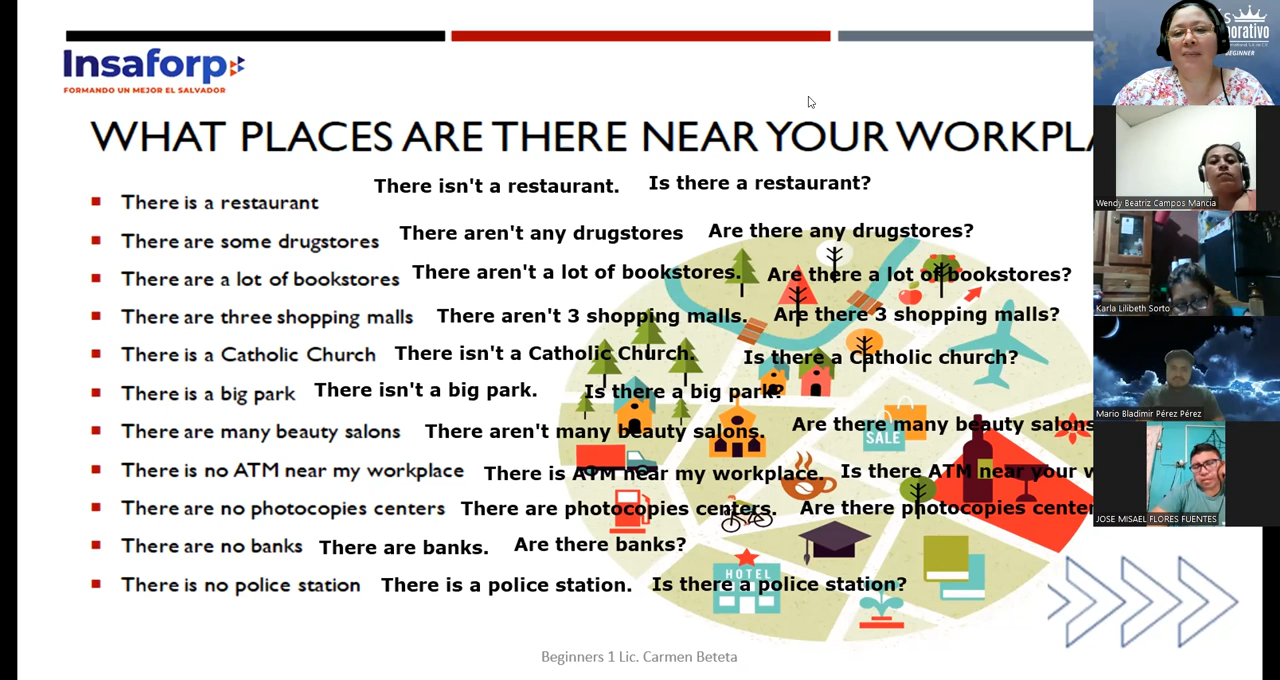 Insaforp
FORMANDO UN MEJOR EL SALVADOR
WHAT PLACES ARE THERE NEAR YOUR
There is a restaurant There isn't a restaurant. Is there a restaurant?
There are some drugstores There aren't any drugstores Are there any drugstores?
There are a lot of bookstores There aren't a lot of bookstores. Are there a lot of bookstores?
There are three shopping malls There aren't 3 shopping malls. Are there 3 shopping malls?
There is a Catholic Church There isn't a Catholic Church. Is there a Catholic church?
There is a big park There isn't a big park. Is there a big park?
There are many beauty salons There aren't many beauty salons. Are there many beauty salons
There is no ATM near my workplace There is ATM near my workplace. Is there ATM near your
There are no photocopies centers There are photocopies centers. Are there photocopies center
There are no banks There are banks. Are there banks?
There is no police station There is a police station. Is there a police station?
SALE
HOTEL
Beginners 1 Lic. Carmen Beteta
BEGINNER
Wendy Beatriz Campos Mancia
Karla Lilibeth Sorto
Mario Bladimir Pérez Pérez
JOSE MISAEL FLORES FUENTES